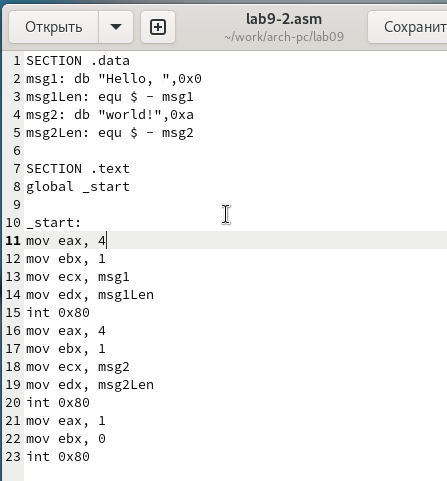 Открыть
lab9-2.asm
~/work/arch-pc/lab09
Сохранит
1 SECTION .data
2 msg1: db "Hello, ",0x0
3 msg1Len: equ $ - msg1
4 msg2: db "world!",0xa
5 msg2Len: equ $ - msg2
6
7 SECTION .text
8 global _start
9
10 _start:
11 mov eax, 4
12 mov ebx, 1
13 mov ecx, msg1
14 mov edx, msg1Len
15 int 0x80
16 mov eax, 4
17 mov ebx, 1
18 mov ecx, msg2
19 mov edx, msg2Len
20 int 0x80
21 mov eax, 1
22 mov ebx, 0
23 int 0x80